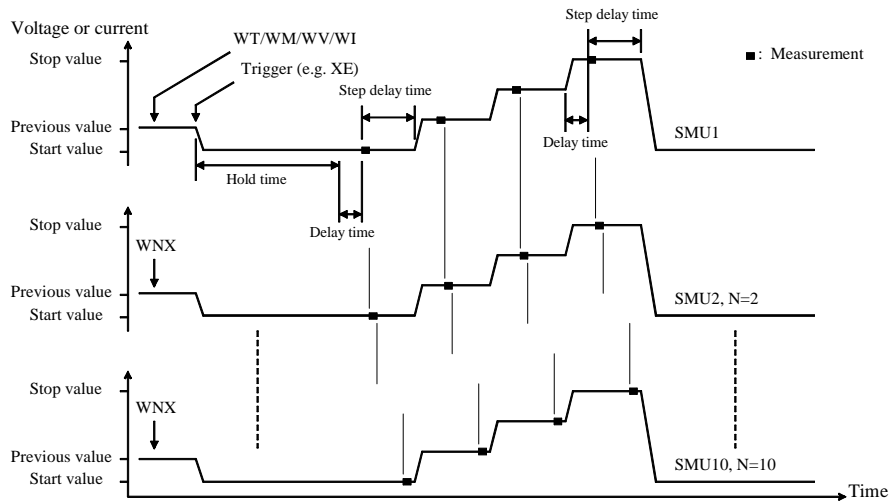 Voltage or current
WT/WM/WV/WI
Step delay time
■ : Measurement
Stop value
Trigger (e.g. XE)
Step delay time
Previous value
Start value
SMU1
Hold time
Delay time
Delay time
Stop value
WNX
Previous value
Start value
SMU2, N=2
Stop value
WNX
Previous value
Start value
SMU10, N=10
Time